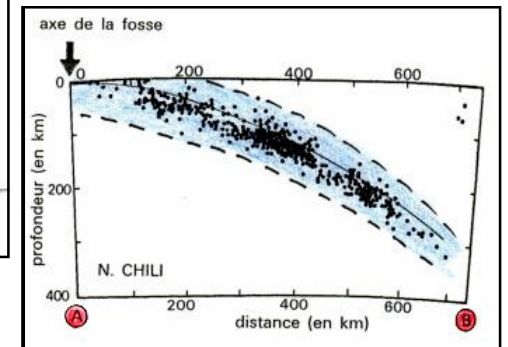 axe de la fosse
0 200 400 600
0
200
400
profondeur (en km)
N. CHILI
200 400 600
A B
distance (en km)